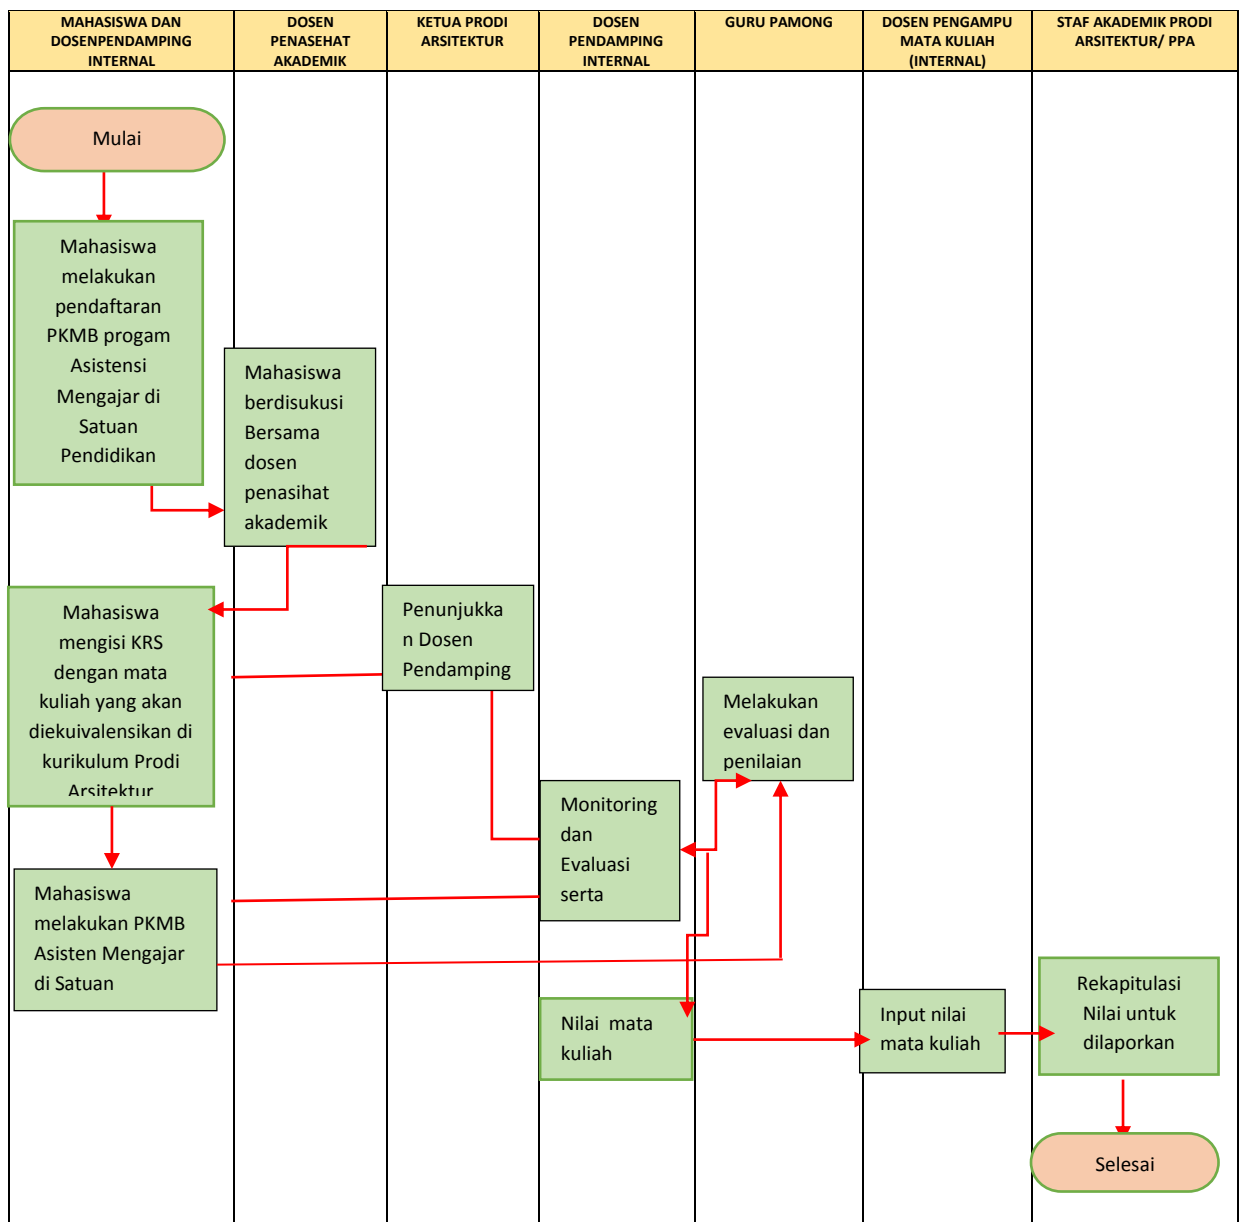 MAHASISWA DAN
DOSENPENDAMPING
INTERNAL
DOSEN
PENASEHAT
AKADEMIK
KETUA PRODI
ARSITEKTUR
DOSEN
PENDAMPING
INTERNAL
GURU PAMONG
DOSEN PENGAMPU
MATA KULIAH
(INTERNAL)
STAF AKADEMIK PRODI
ARSITEKTUR/ PPA
Mulai
Mahasiswa
melakukan
pendaftaran
PKMB progam
Asistensi
Mengajar di
Satuan
Pendidikan
Mahasiswa
berdisukusi
Bersama
dosen
penasihat
akademik
Mahasiswa
mengisi KRS
dengan mata
kuliah yang akan
diekuivalensikan di
kurikulum Prodi
Arsitektur
Penunjukka
n Dosen
Pendamping
Melakukan
evaluasi dan
penilaian
Monitoring
dan
Evaluasi
serta
Mahasiswa
melakukan PKMB
Asisten Mengajar
di Satuan
Nilai mata
kuliah
Input nilai
mata kuliah
Rekapitulasi
Nilai untuk
dilaporkan
Selesai